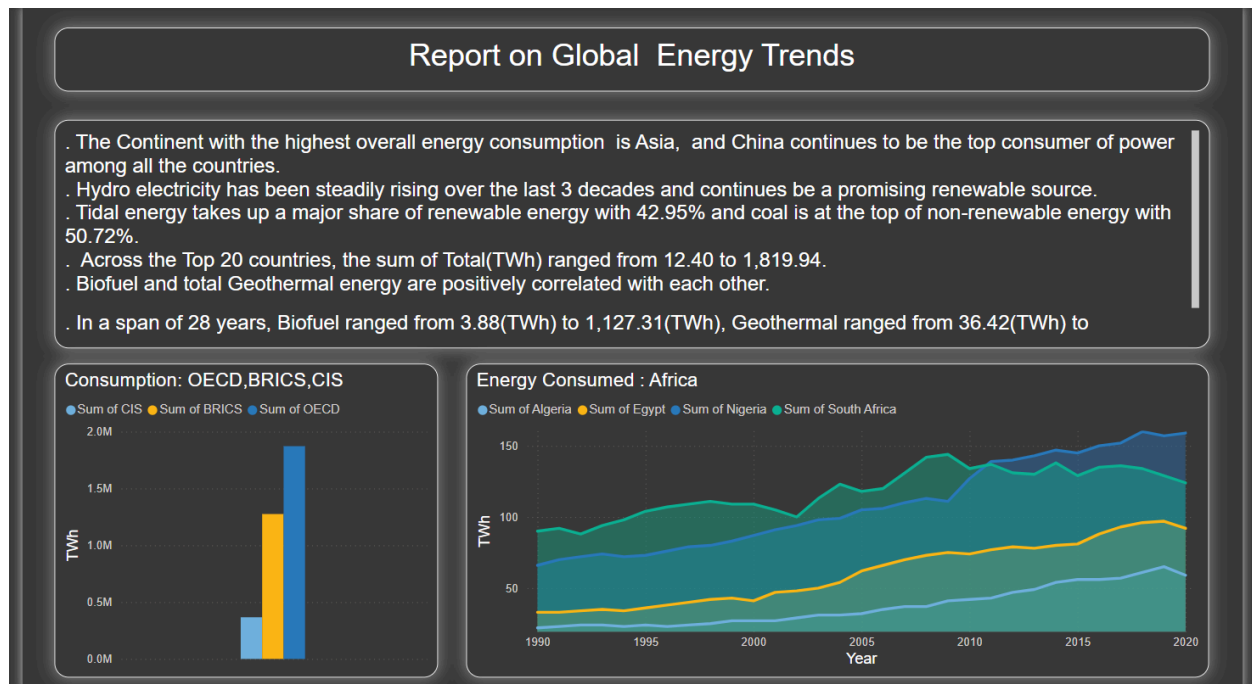 Report on Global  Energy Trends
. The Continent with the highest overall energy consumption  is Asia,  and China continues to be the top consumer of power
among all the countries.
. Hydro electricity has been steadily rising over the last 3 decades and continues be a promising renewable source.
. Tidal energy takes up a major share of renewable energy with 42.95% and coal is at the top of non-renewable energy with
50.72%.
.  Across the Top 20 countries, the sum of Total(TWh) ranged from 12.40 to 1,819.94.
. Biofuel and total Geothermal energy are positively correlated with each other.
. In a span of 28 years, Biofuel ranged from 3.88(TWh) to 1,127.31(TWh), Geothermal ranged from 36.42(TWh) to
Consumption: OECD,BRICS,CIS
Sum of CIS Sum of BRICS Sum of OECD
2.0M
1.5M
1.0M
0.5M
0.0M
TWh
Energy Consumed : Africa
Sum of Algeria Sum of Egypt Sum of Nigeria Sum of South Africa
150
100
50
TWh
1990 1995 2000 2005 2010 2015 2020
Year